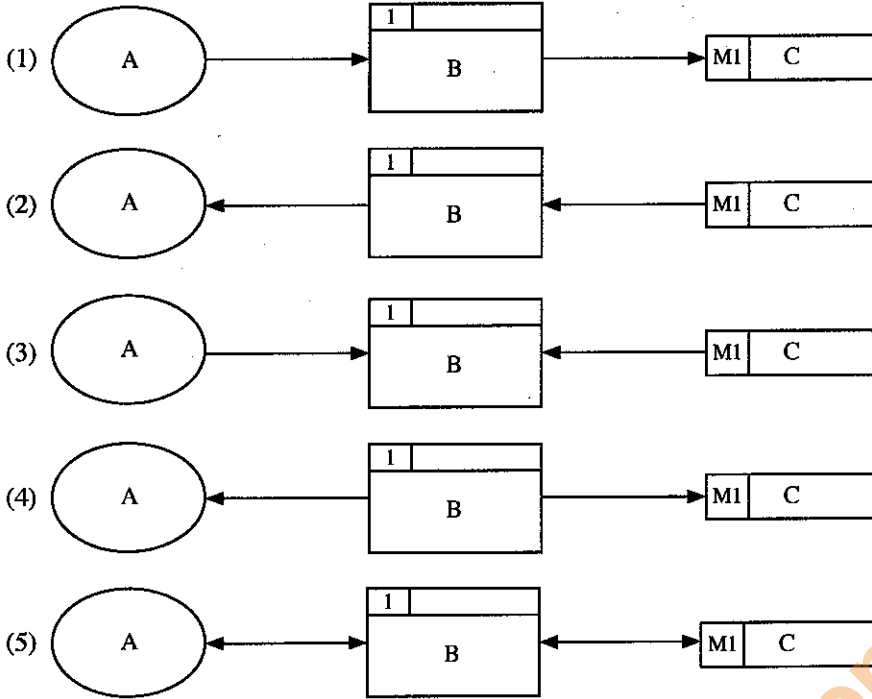 1
(1) A B M1 C
1
(2) A B M1 C
1
(3) A B M1 C
1
(4) A B M1 C
1
(5) A B M1 C